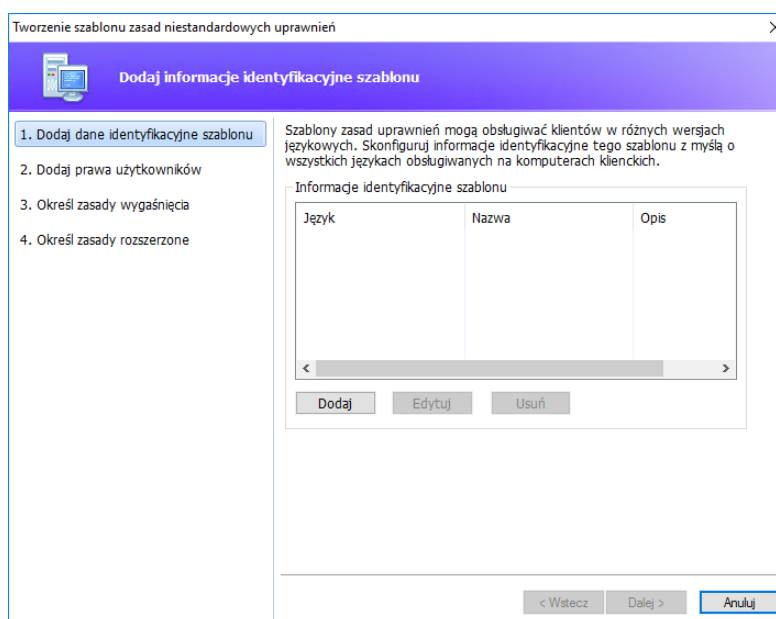 Tworzenie szablonu zasad niestandardowych uprawnień
Dodaj informacje identyfikacyjne szablonu
1. Dodaj dane identyfikacyjne szablonu
2. Dodaj prawa użytkowników
3. Określ zasady wygaśnięcia
4. Określ zasady rozszerzone
Szablony zasad uprawnień mogą obsługiwać klientów w różnych wersjach
językowych. Skonfiguruj informacje identyfikacyjne tego szablonu z myślą o
wszystkich językach obsługiwanych na komputerach klienckich.
Informacje identyfikacyjne szablonu
Język Nazwa Opis
Dodaj Edytuj Usuń
< Wstecz Dalej > Anuluj